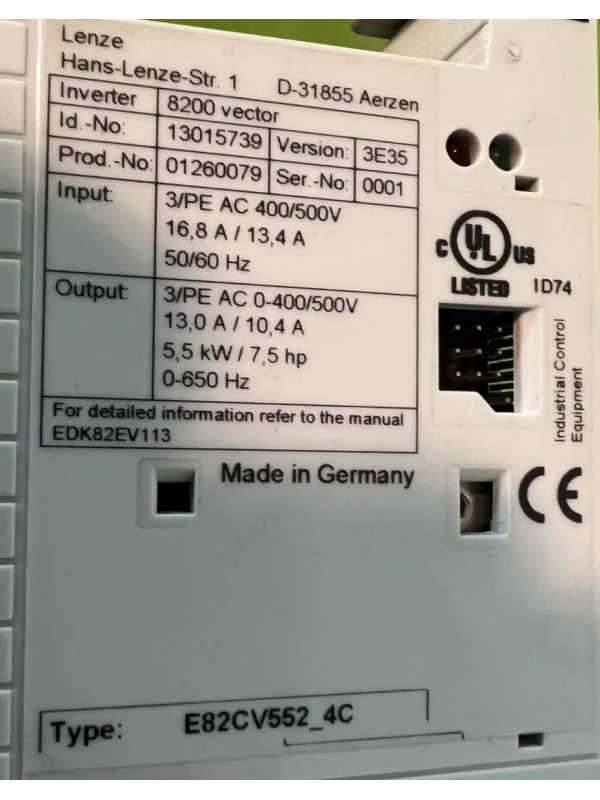 Lenze
Hans-Lenze-Str. 1 D-31855 Aerzen
Inverter 8200 vector
Id.-No: 13015739 Version: 3E35
Prod.-No: 01260079 Ser.-No: 0001
Input: 3/PE AC 400/500V
16,8 A / 13,4 A
50/60 Hz
Output: 3/PE AC 0-400/500V
13,0 A / 10,4 A
5,5 kW / 7,5 hp
0-650 Hz
For detailed information refer to the manual
EDK82EV113
Made in Germany
C UL US
LISTED 1D74
Industrial Control
Equipment
CE
Type: E82CV552_4C